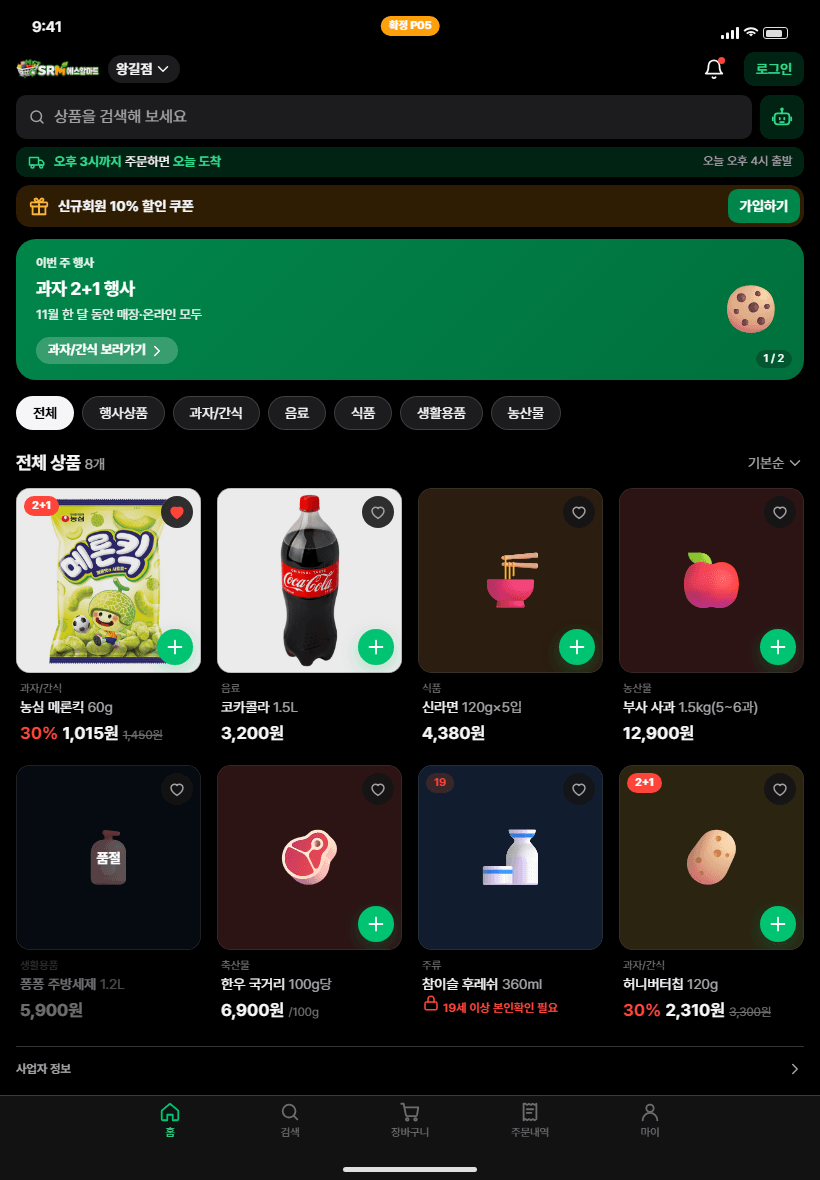 9:41
확정 P05
SRM에스알마트
왕길점
로그인
상품을 검색해 보세요
오후 3시까지 주문하면 오늘 도착
오늘 오후 4시 출발
신규회원 10% 할인 쿠폰
가입하기
이번 주 행사
과자 2+1 행사
11월 한 달 동안 매장·온라인 모두
과자/간식 보러가기
1 / 2
전체
행사상품
과자/간식
음료
식품
생활용품
농산물
전체 상품 8개
기본순
2+1
농심
메론킥
ORIGINAL TASTE
Coca-Cola
과자/간식
농심 메론킥 60g
30% 1,015원 1,450원
음료
코카콜라 1.5L
3,200원
식품
신라면 120g×5입
4,380원
농산물
부사 사과 1.5kg(5~6과)
12,900원
품절
19
2+1
생활용품
퐁퐁 주방세제 1.2L
5,900원
축산물
한우 국거리 100g당
6,900원 /100g
주류
참이슬 후레쉬 360ml
19세 이상 본인확인 필요
과자/간식
허니버터칩 120g
30% 2,310원 3,300원
사업자 정보
홈
검색
장바구니
주문내역
마이